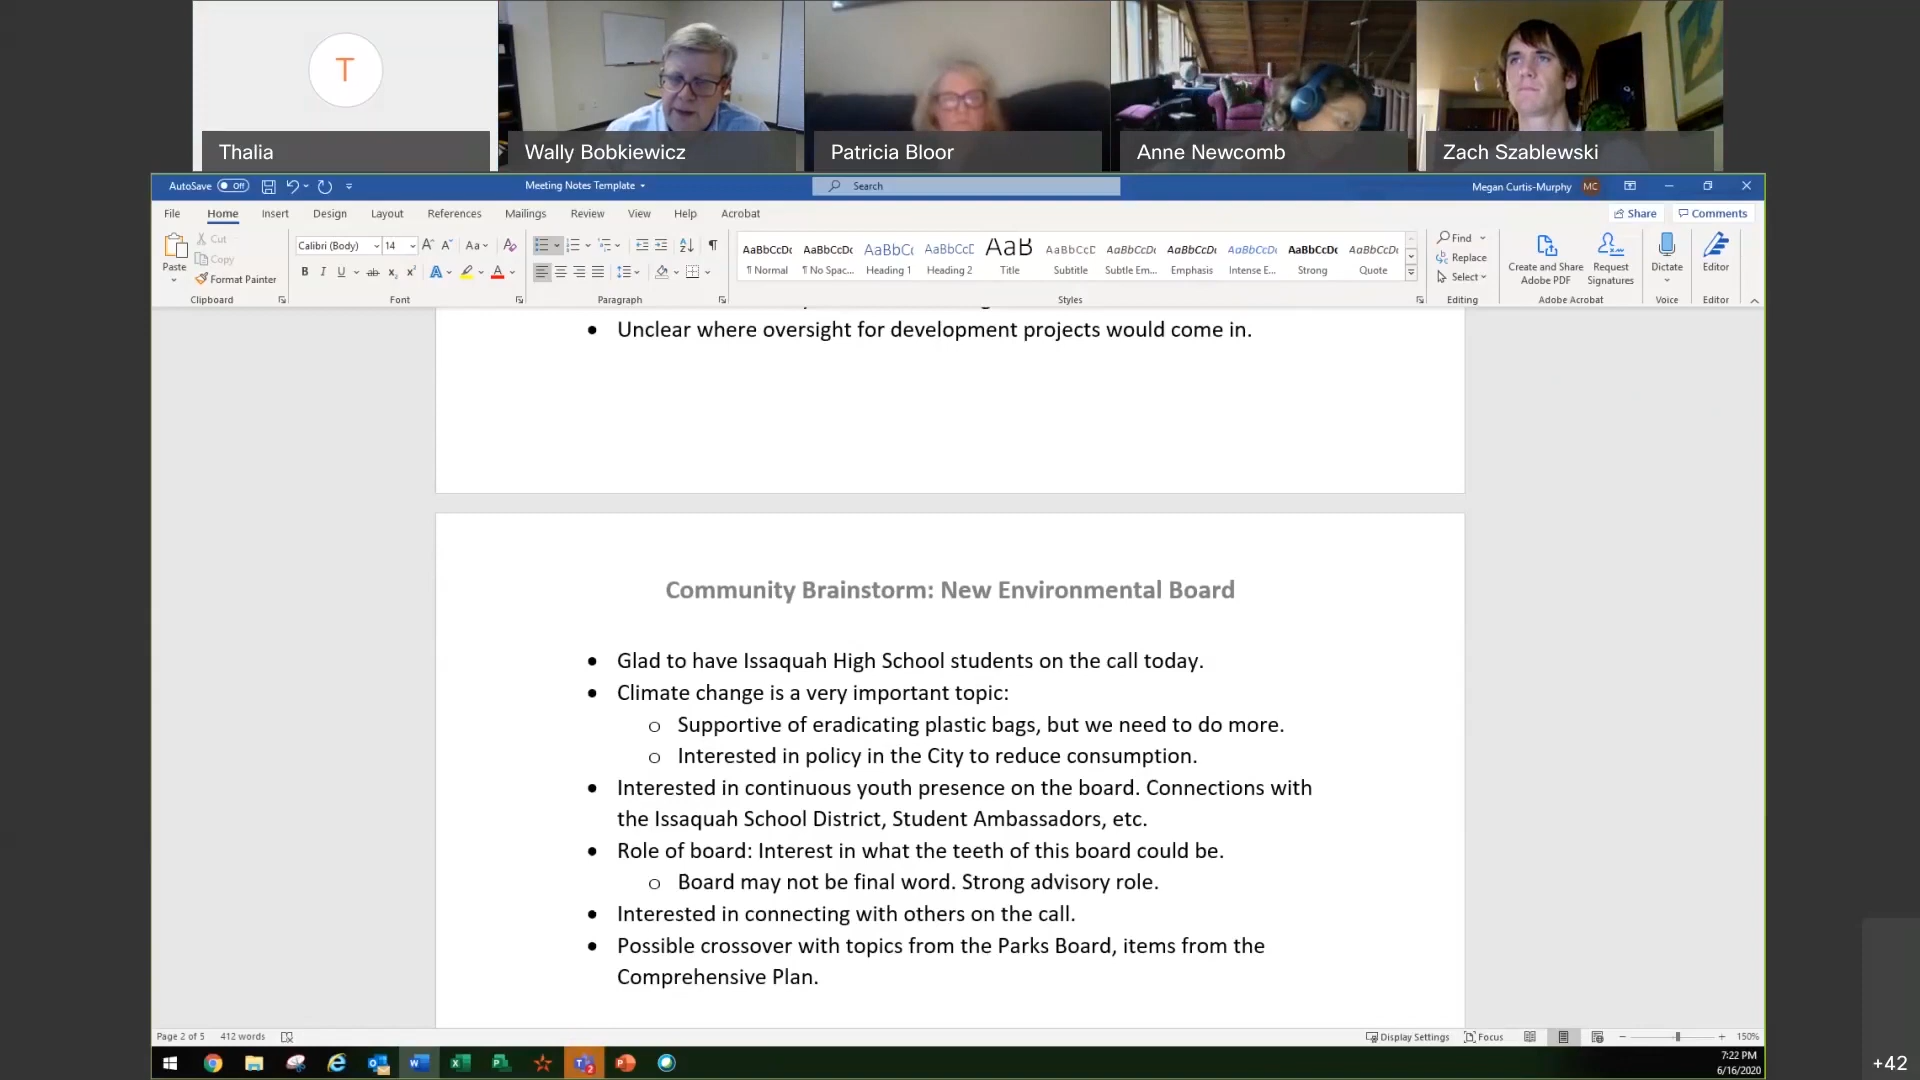 T
Thalia
Wally Bobkiewicz
Patricia Bloor
Anne Newcomb
Zach Szablewski
AutoSave Off
Meeting Notes Template
Search
Megan Curtis-Murphy MC
File Home Insert Design Layout References Mailings Review View Help Acrobat
Share Comments
Paste
Cut
Copy
Format Painter
Clipboard
Calibri (Body) 14
Font
Paragraph
AaBbCcDc AaBbCcDc AaBbCc AaBbCcD AaB AaBbCcD AaBbCcDc AaBbCcDc AaBbCcDc AaBbCcDc AaBbCcDc
¶ Normal ¶ No Spac... Heading 1 Heading 2 Title Subtitle Subtle Em... Emphasis Intense E... Strong Quote
Styles
Find
Replace
Select
Editing
Create and Share Adobe PDF
Request Signatures
Adobe Acrobat
Dictate
Voice
Editor
Editor
• Unclear where oversight for development projects would come in.
Community Brainstorm: New Environmental Board
• Glad to have Issaquah High School students on the call today.
• Climate change is a very important topic:
o Supportive of eradicating plastic bags, but we need to do more.
o Interested in policy in the City to reduce consumption.
• Interested in continuous youth presence on the board. Connections with
the Issaquah School District, Student Ambassadors, etc.
• Role of board: Interest in what the teeth of this board could be.
o Board may not be final word. Strong advisory role.
• Interested in connecting with others on the call.
• Possible crossover with topics from the Parks Board, items from the
Comprehensive Plan.
Page 2 of 5 412 words
Display Settings Focus 150%
7:22 PM
6/16/2020
+42